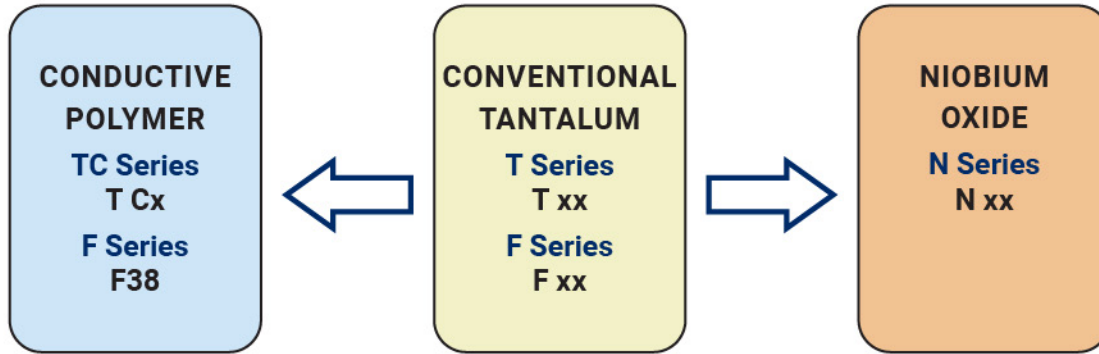 CONDUCTIVE
POLYMER
TC Series
T Cx
F Series
F38
CONVENTIONAL
TANTALUM
T Series
T xx
F Series
F xx
NIOBIUM
OXIDE
N Series
N xx